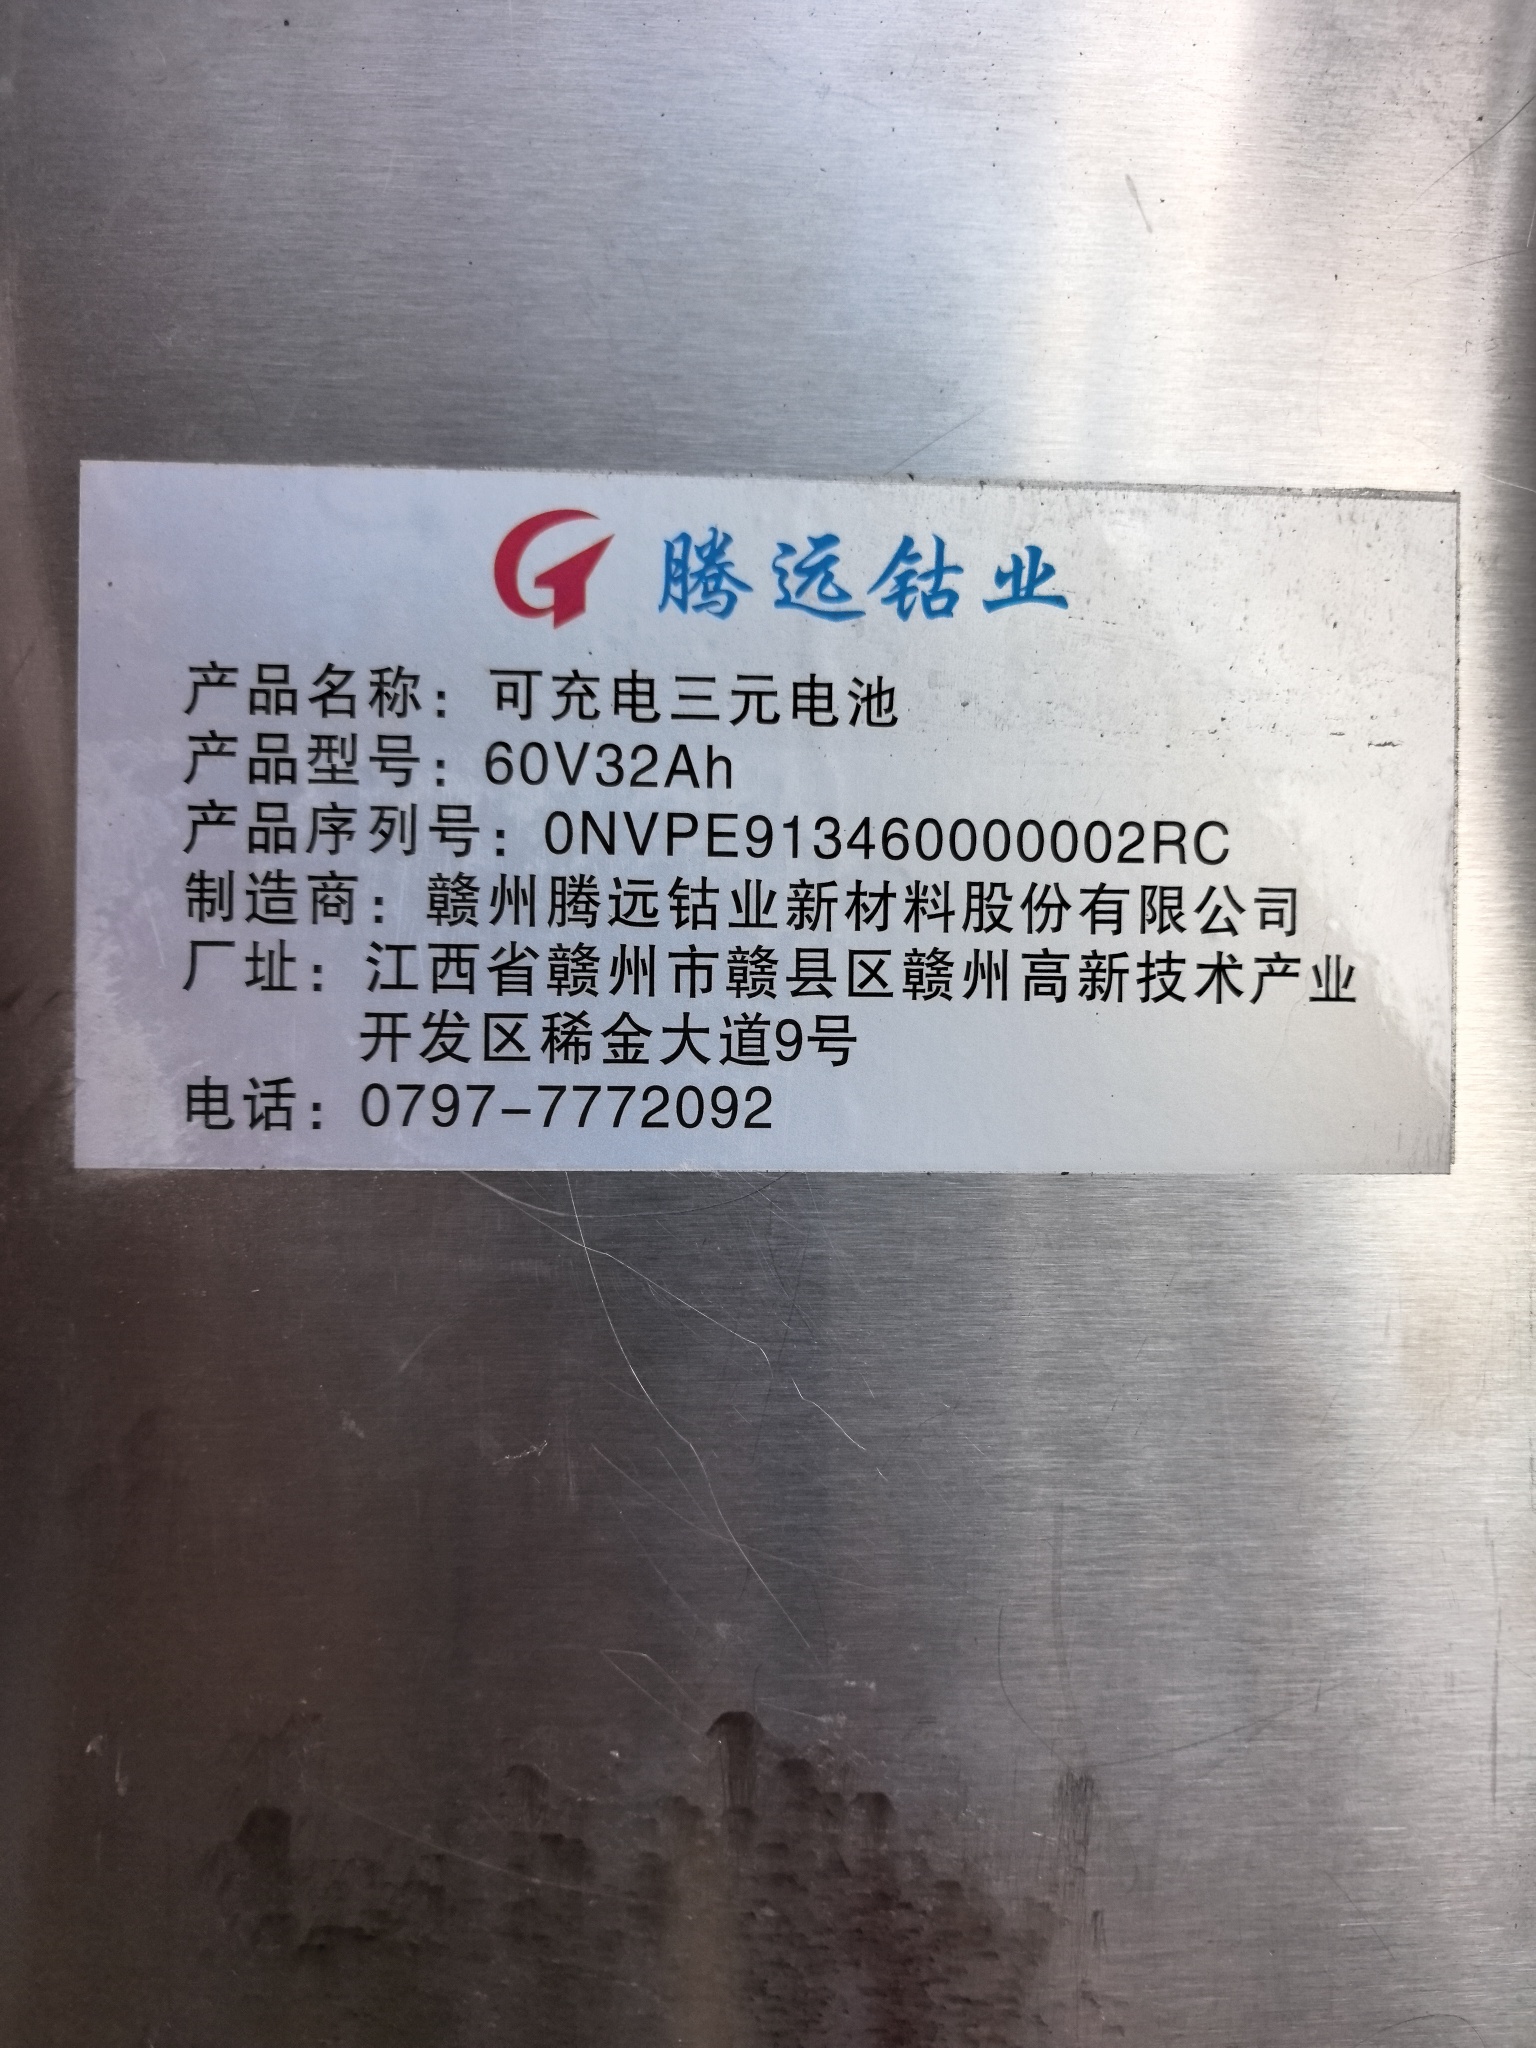 腾远钴业
产品名称：可充电三元电池
产品型号：60V32Ah
产品序列号：0NVPE913460000002RC
制造商：赣州腾远钴业新材料股份有限公司
厂址：江西省赣州市赣县区赣州高新技术产业
开发区稀金大道9号
电话：0797-7772092